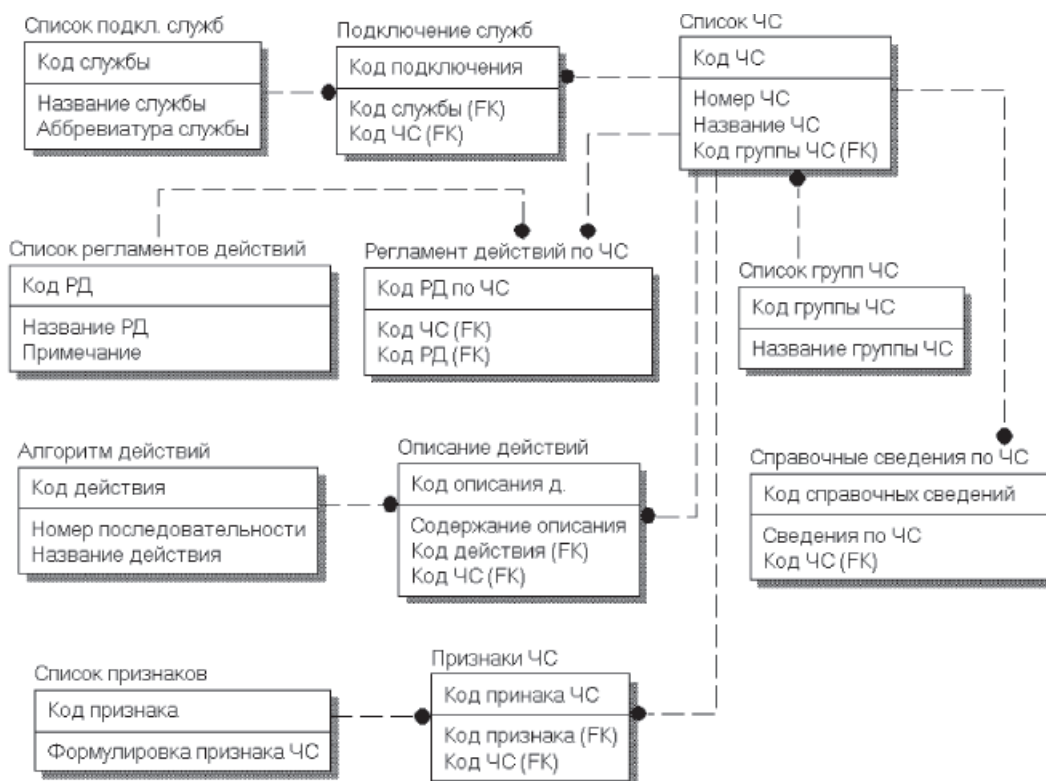 Список подкл. служб
Код службы
Название службы
Аббревиатура службы
Подключение служб
Код подключения
Код службы (FK)
Код ЧС (FK)
Список ЧС
Код ЧС
Номер ЧС
Название ЧС
Код группы ЧС (FK)
Список регламентов действий
Код РД
Название РД
Примечание
Регламент действий по ЧС
Код РД по ЧС
Код ЧС (FK)
Код РД (FK)
Список групп ЧС
Код группы ЧС
Название группы ЧС
Алгоритм действий
Код действия
Номер последовательности
Название действия
Описание действий
Код описания д.
Содержание описания
Код действия (FK)
Код ЧС (FK)
Справочные сведения по ЧС
Код справочных сведений
Сведения по ЧС
Код ЧС (FK)
Список признаков
Код признака
Формулировка признака ЧС
Признаки ЧС
Код принака ЧС
Код признака (FK)
Код ЧС (FK)